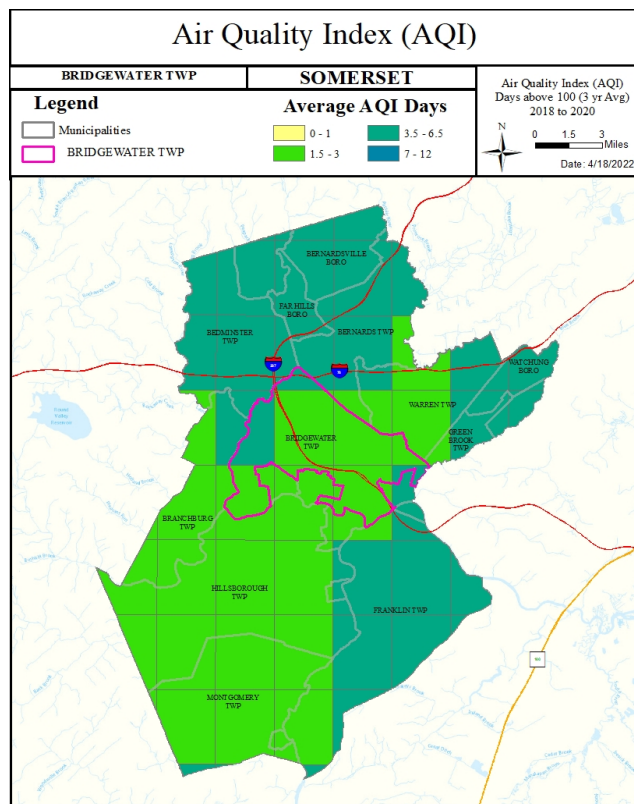 Air Quality Index (AQI)
BRIDGEWATER TWP
SOMERSET
Legend
Municipalities
BRIDGEWATER TWP
Average AQI Days
0 - 1
3.5 - 6.5
1.5 - 3
7 - 12
Air Quality Index (AQI)
Days above 100 (3 yr Avg)
2018 to 2020
N
0 1.5 3
Miles
Date: 4/18/2022
BERNARDSVILLE
BORO
FAR HILLS
BORO
BEDMINSTER
TWP
BERNARDS TWP
WATCHUNG
BORO
WARREN TWP
GREEN
BROOK
TWP
BRIDGEWATER
TWP
BRANCHBURG
TWP
HILLSBOROUGH
TWP
FRANKLIN TWP
MONTGOMERY
TWP